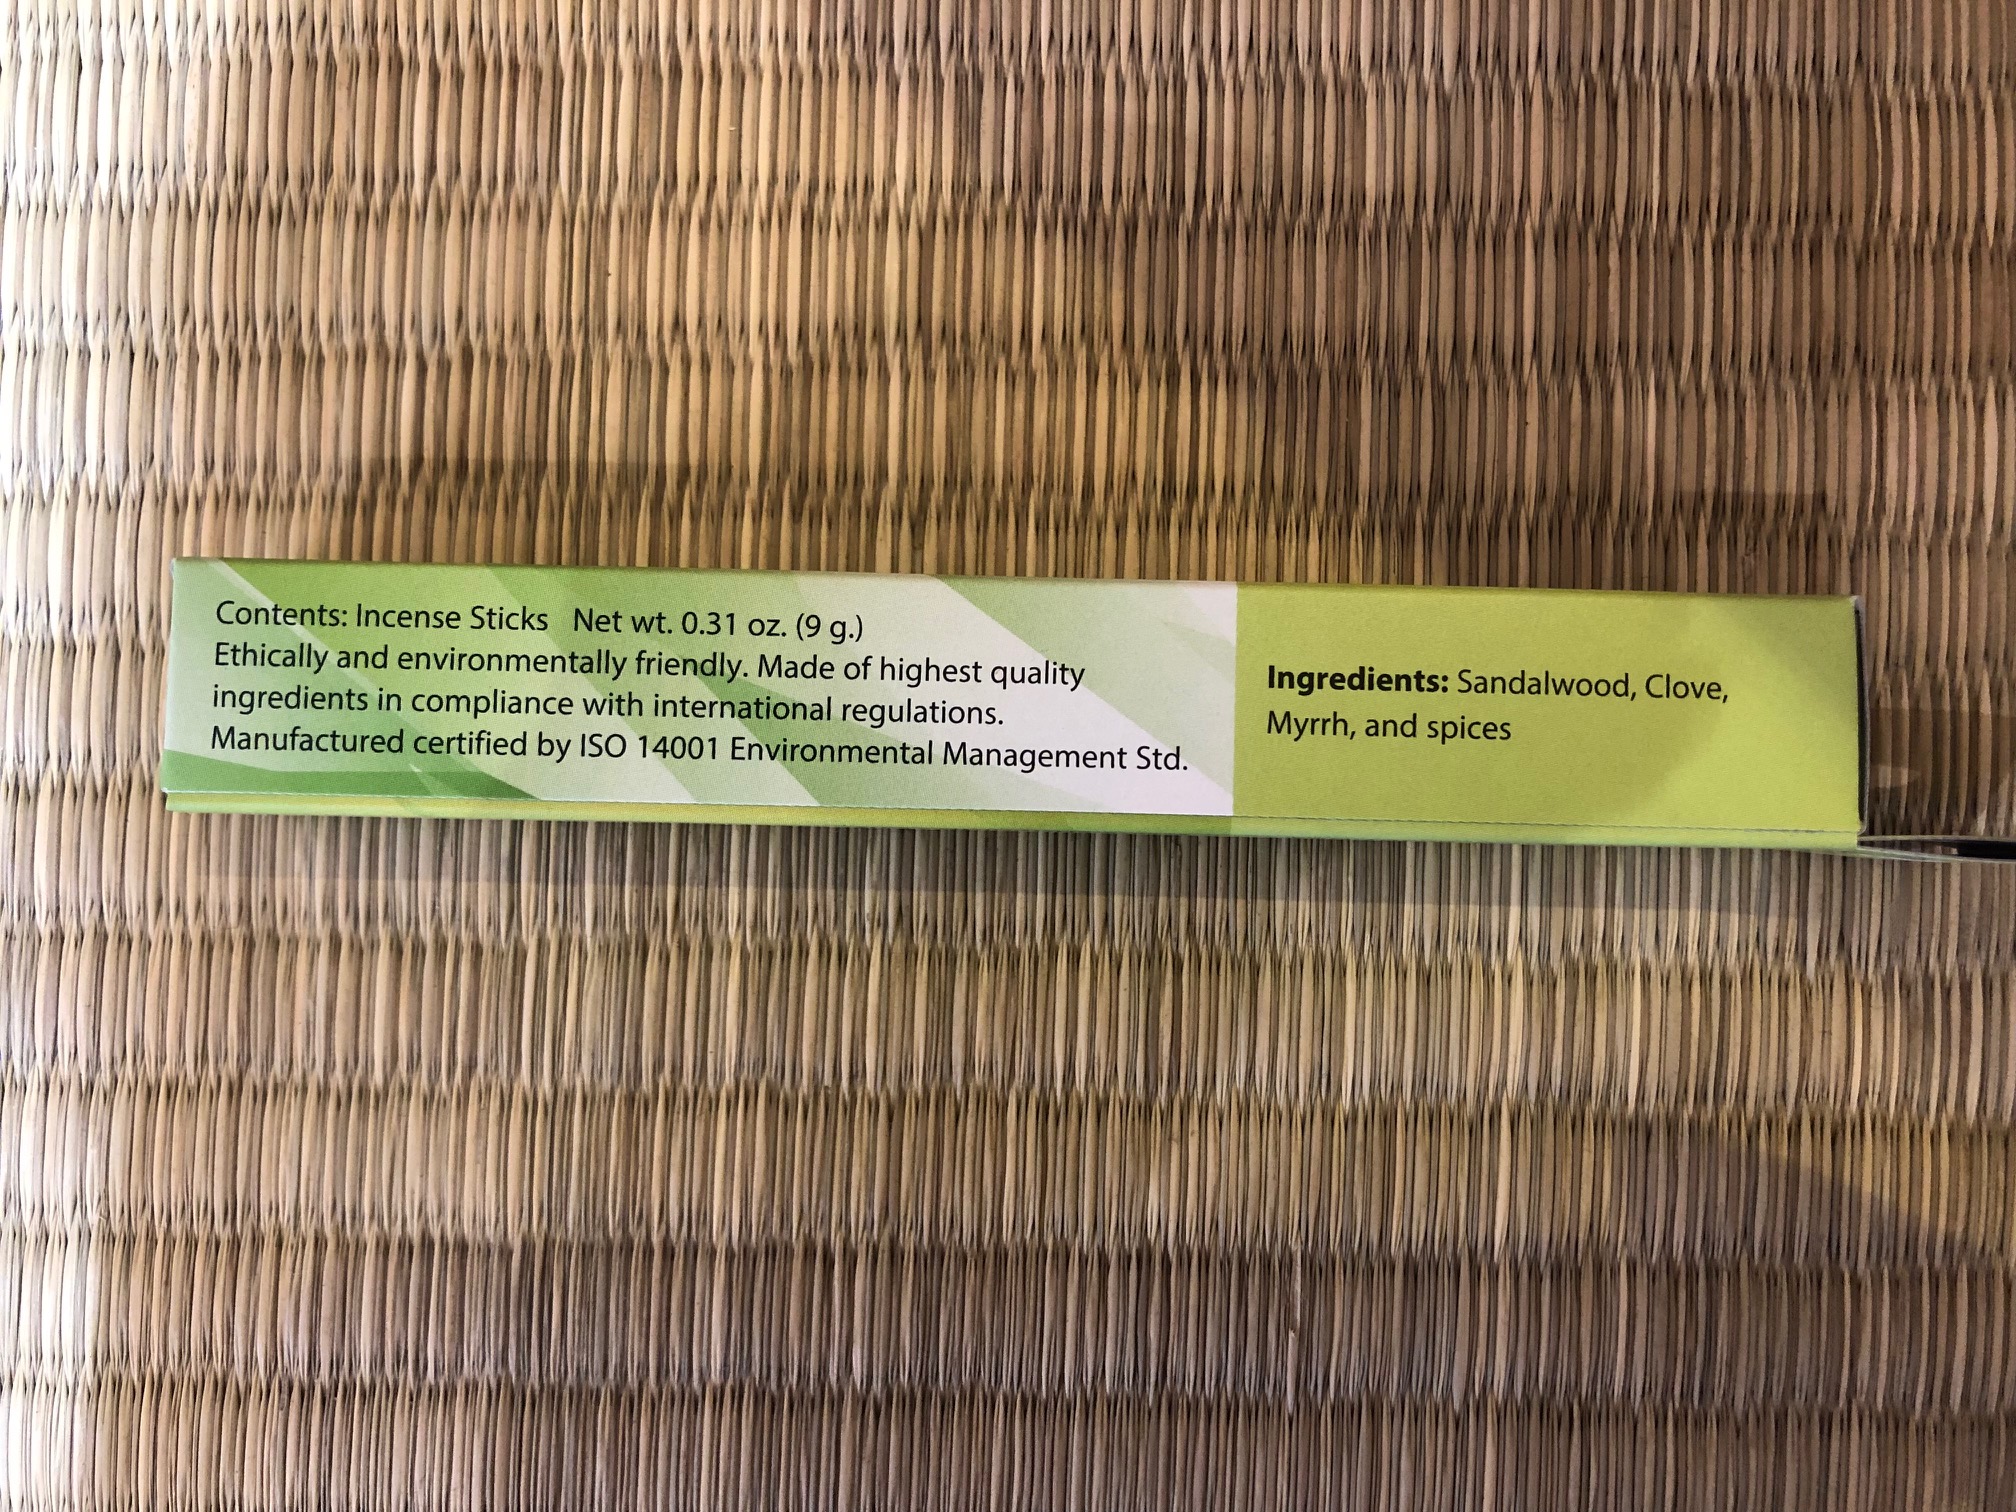 Contents: Incense Sticks Net wt. 0.31 oz. (9 g.)
Ethically and environmentally friendly. Made of highest quality
ingredients in compliance with international regulations.
Manufactured certified by ISO 14001 Environmental Management Std.
Ingredients: Sandalwood, Clove,
Myrrh, and spices